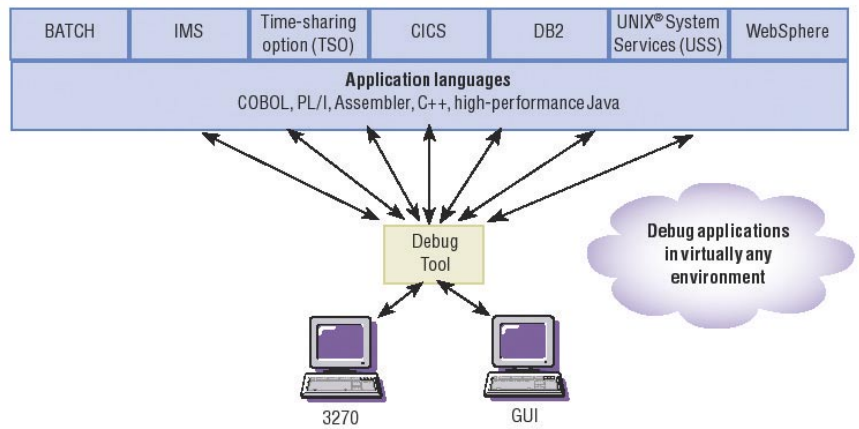 BATCH
IMS
Time-sharing
option (TSO)
CICS
DB2
UNIX® System
Services (USS)
WebSphere
Application languages
COBOL, PL/I, Assembler, C++, high-performance Java
Debug
Tool
Debug applications
in virtually any
environment
3270
GUI